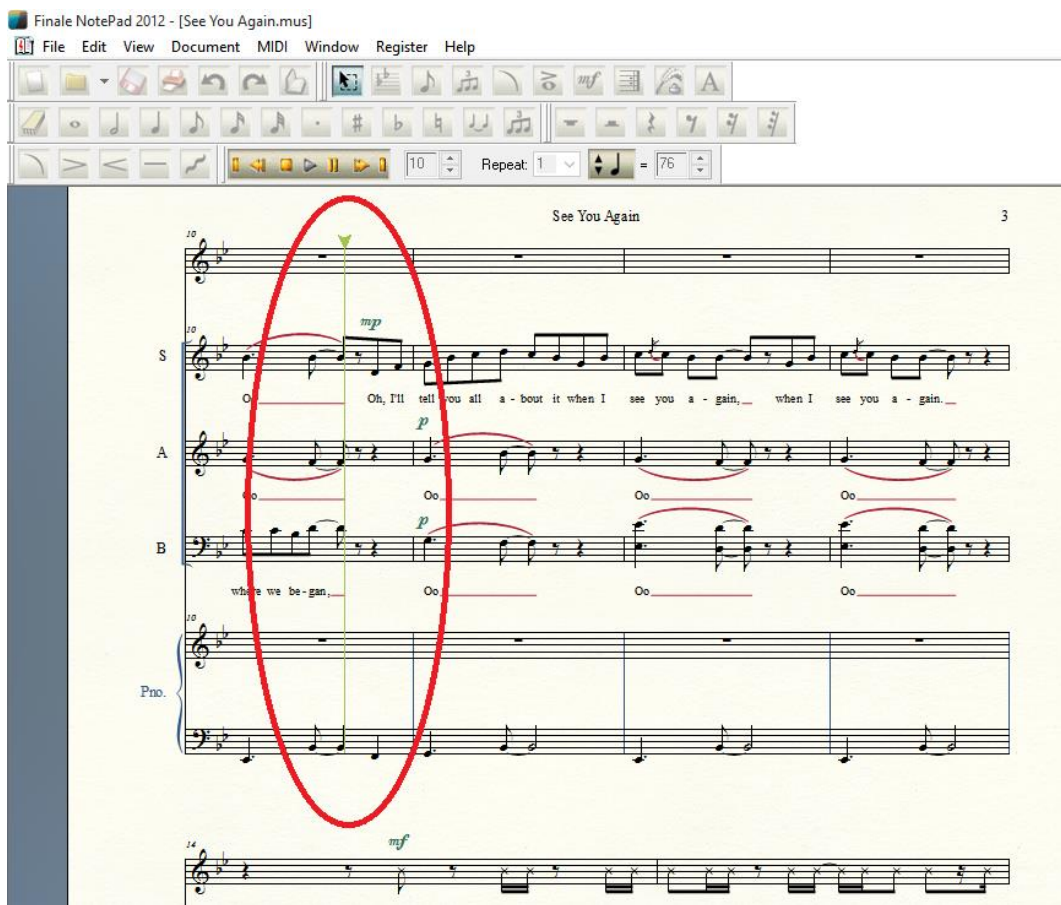 Finale NotePad 2012 - [See You Again.mus]
File Edit View Document MIDI Window Register Help
mf A
10 Repeat: 1 = 76
See You Again 3
10
10
mp
S
Oh, I'll tell you all a - bout it when I see you a - gain, when I see you a - gain.
p
A
Oo Oo Oo Oo
p
B
where we be - gan, Oo Oo Oo
10
Pno.
mf
14